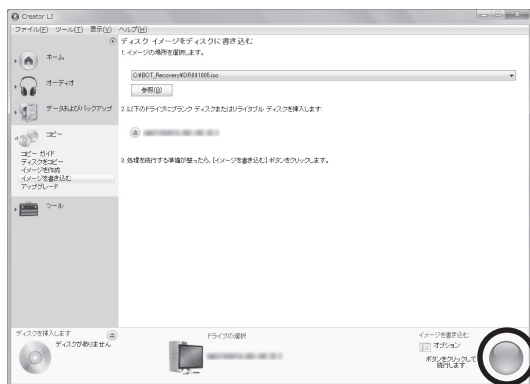 Creator LJ
ファイル(F) ツール(T) 表示(V) ヘルプ(H)
ホーム
オーディオ
データおよびバックアップ
コピー
コピー ガイド
ディスクをコピー
イメージを作成
イメージを書き込む
アップグレード
ツール
ディスク イメージをディスクに書き込む
1. イメージの場所を選択します。
C:¥BOT_Recovery¥DR881005.iso
参照(B)
2. 以下のドライブにブランク ディスクまたはリライタブル ディスクを挿入します:
3. 処理を続行する準備が整ったら、[イメージを書き込む] ボタンをクリックします。
ディスクを挿入します
ディスクがありません
ドライブの選択
イメージを書き込む
オプション
ボタンをクリックして
続行します